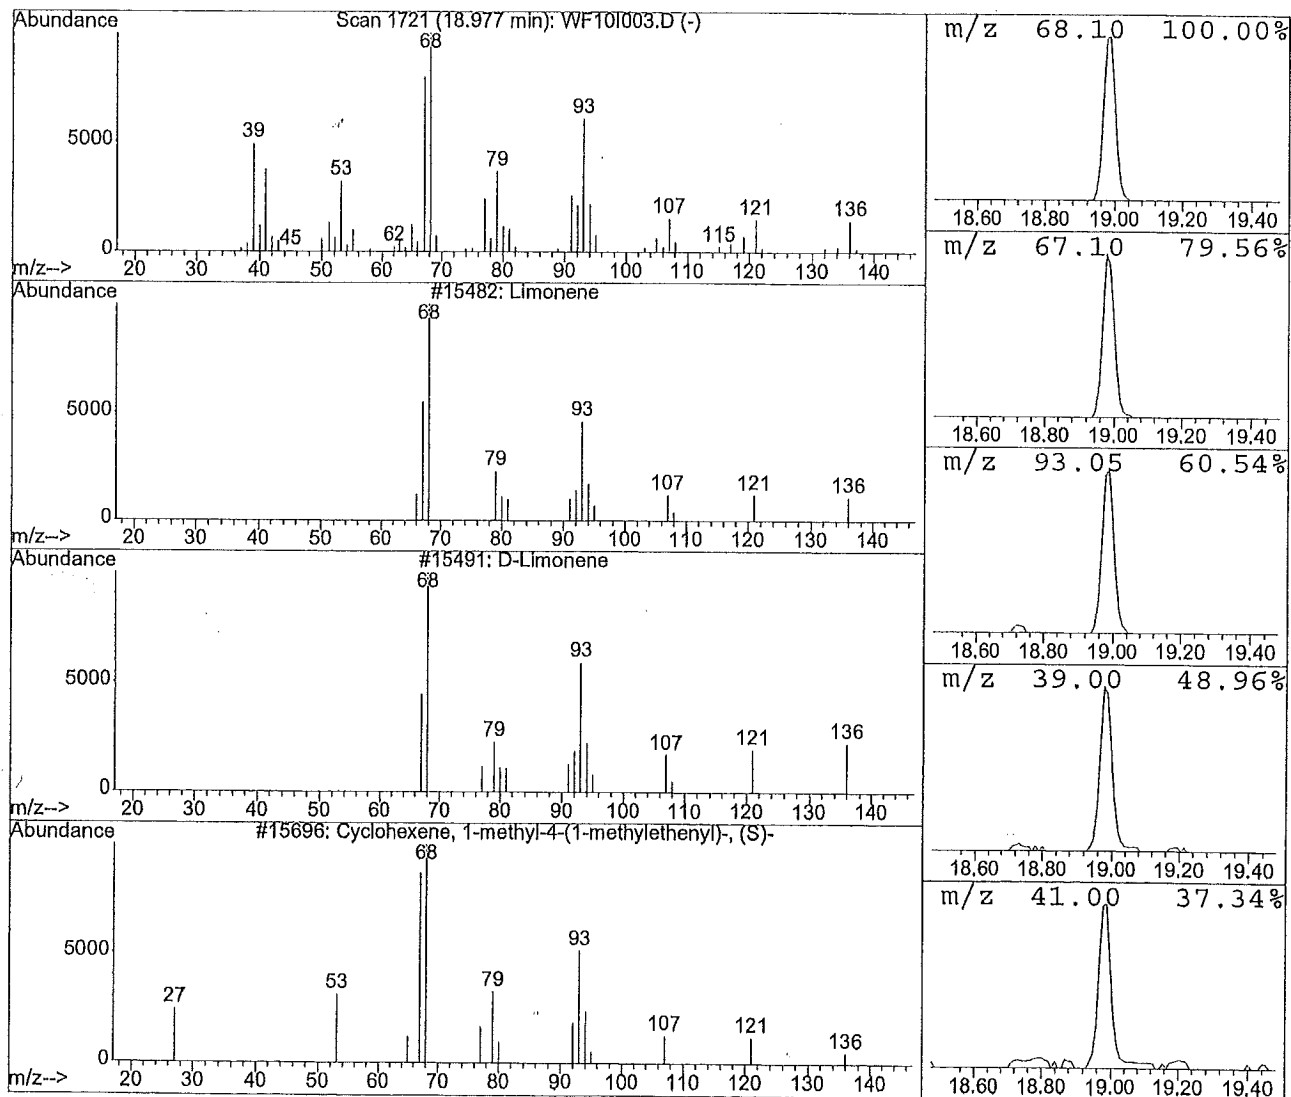 Abundance
Scan 1721 (18.977 min): WF10I003.D (-)
68
93
5000
39
79
53
107
121
136
45
62
115
0
m/z-->
20 30 40 50 60 70 80 90 100 110 120 130 140
Abundance
#15482: Limonene
68
5000
93
79
107
121
136
0
m/z-->
20 30 40 50 60 70 80 90 100 110 120 130 140
Abundance
#15491: D-Limonene
68
93
5000
79
107
121
136
0
m/z-->
20 30 40 50 60 70 80 90 100 110 120 130 140
Abundance
#15696: Cyclohexene, 1-methyl-4-(1-methylethenyl)-, (S)-
68
5000
93
27
53
79
107
121
136
0
m/z-->
20 30 40 50 60 70 80 90 100 110 120 130 140
m/z 68.10 100.00%
18.60 18.80 19.00 19.20 19.40
m/z 67.10 79.56%
18.60 18.80 19.00 19.20 19.40
m/z 93.05 60.54%
18.60 18.80 19.00 19.20 19.40
m/z 39.00 48.96%
18.60 18.80 19.00 19.20 19.40
m/z 41.00 37.34%
18.60 18.80 19.00 19.20 19.40